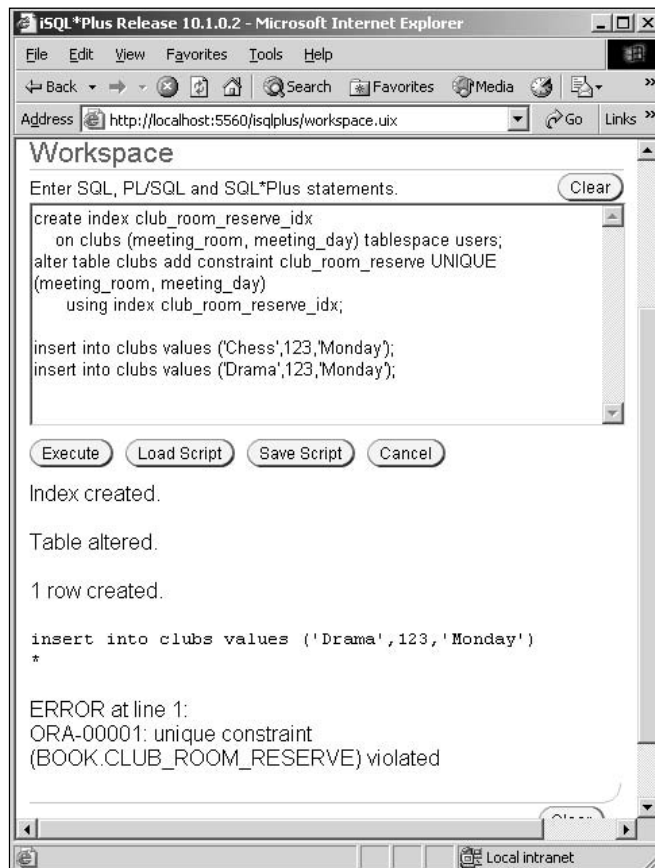 iSQL*Plus Release 10.1.0.2 - Microsoft Internet Explorer
File Edit View Favorites Tools Help
Back Search Favorites Media »
Address http://localhost:5560/isqlplus/workspace.uix Go Links »
Workspace
Enter SQL, PL/SQL and SQL*Plus statements. Clear
create index club_room_reserve_idx
on clubs (meeting_room, meeting_day) tablespace users;
alter table clubs add constraint club_room_reserve UNIQUE
(meeting_room, meeting_day)
using index club_room_reserve_idx;
insert into clubs values ('Chess',123,'Monday');
insert into clubs values ('Drama',123,'Monday');
Execute Load Script Save Script Cancel
Index created.
Table altered.
1 row created.
insert into clubs values ('Drama',123,'Monday')
*
ERROR at line 1:
ORA-00001: unique constraint
(BOOK.CLUB_ROOM_RESERVE) violated
Local intranet